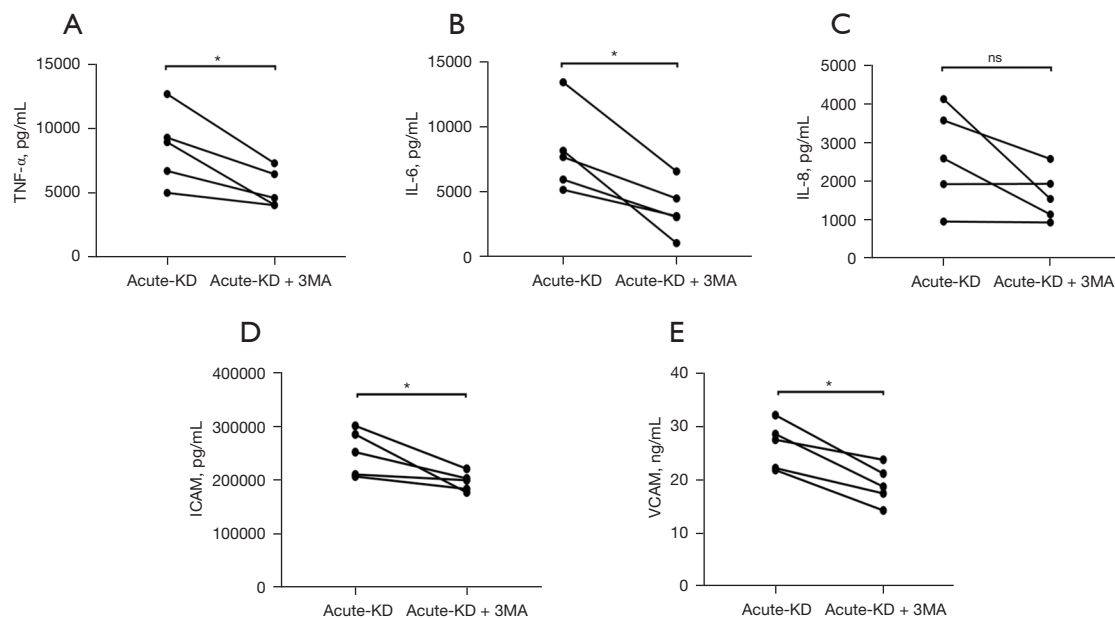 A
TNF-α, pg/mL
15000
10000
5000
0
*
Acute-KD
Acute-KD + 3MA
B
IL-6, pg/mL
15000
10000
5000
0
*
Acute-KD
Acute-KD + 3MA
C
IL-8, pg/mL
5000
4000
3000
2000
1000
0
ns
Acute-KD
Acute-KD + 3MA
D
ICAM, pg/mL
400000
300000
200000
100000
0
*
Acute-KD
Acute-KD + 3MA
E
VCAM, ng/mL
40
30
20
10
0
*
Acute-KD
Acute-KD + 3MA